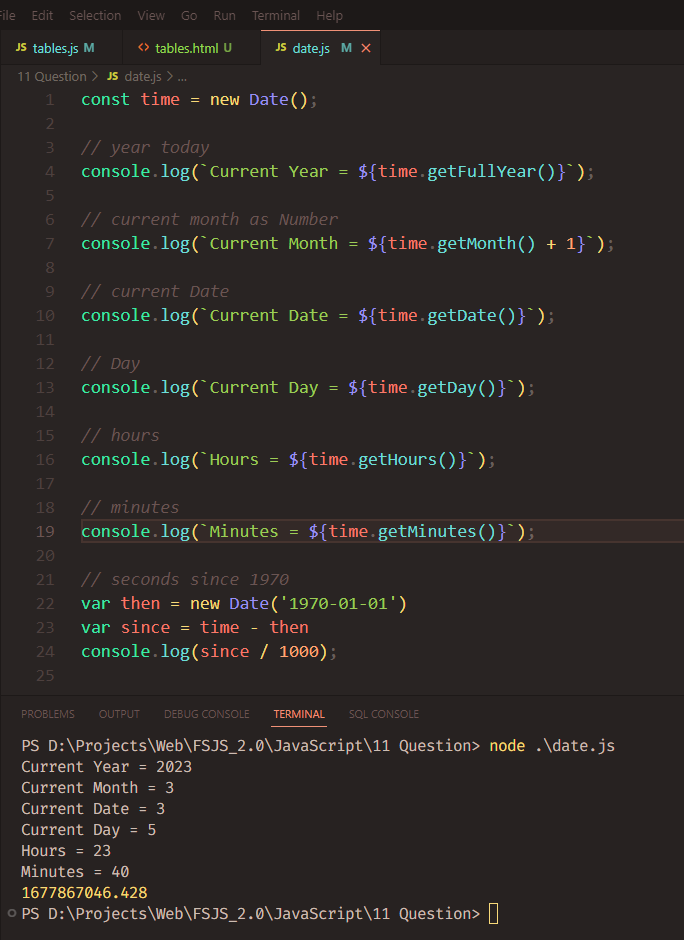 File Edit Selection View Go Run Terminal Help
JS tables.js M <> tables.html U JS date.js M ×
11 Question > JS date.js > ...
1 const time = new Date();
2
3 // year today
4 console.log(`Current Year = ${time.getFullYear()}`);
5
6 // current month as Number
7 console.log(`Current Month = ${time.getMonth() + 1}`);
8
9 // current Date
10 console.log(`Current Date = ${time.getDate()}`);
11
12 // Day
13 console.log(`Current Day = ${time.getDay()}`);
14
15 // hours
16 console.log(`Hours = ${time.getHours()}`);
17
18 // minutes
19 console.log(`Minutes = ${time.getMinutes()}`);
20
21 // seconds since 1970
22 var then = new Date('1970-01-01')
23 var since = time - then
24 console.log(since / 1000);
25
PROBLEMS OUTPUT DEBUG CONSOLE TERMINAL SQL CONSOLE
PS D:\Projects\Web\FSJS_2.0\JavaScript\11 Question> node .\date.js
Current Year = 2023
Current Month = 3
Current Date = 3
Current Day = 5
Hours = 23
Minutes = 40
1677867046.428
PS D:\Projects\Web\FSJS_2.0\JavaScript\11 Question>